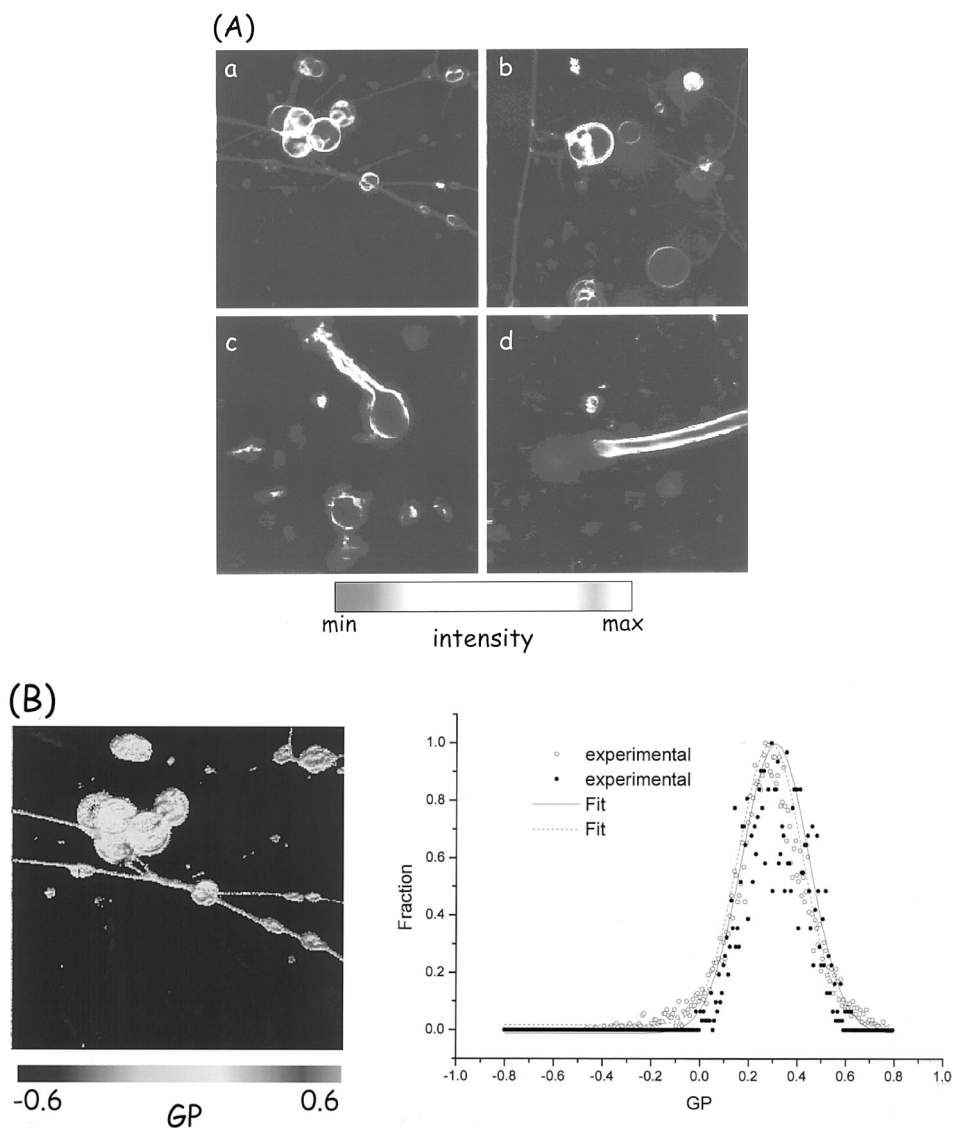 (A)
a
b
c
d
min
max
intensity
(B)
-0.6
0.6
GP
1.0
0.8
0.6
0.4
0.2
0.0
Fraction
experimental
experimental
Fit
Fit
-1.0
-0.8
-0.6
-0.4
-0.2
0.0
0.2
0.4
0.6
0.8
1.0
GP